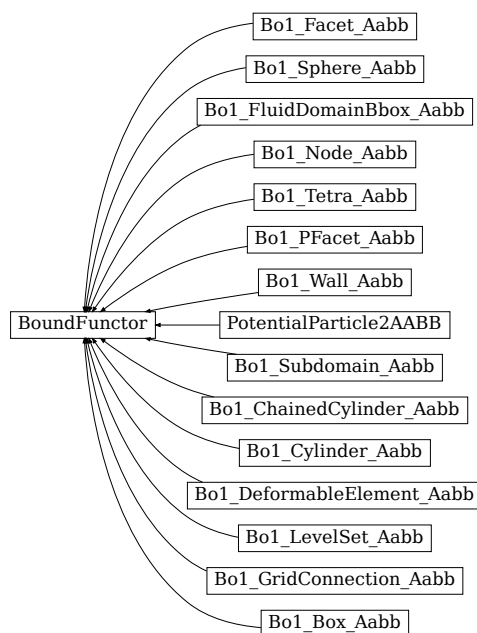 Bo1_Facet_Aabb
Bo1_Sphere_Aabb
Bo1_FluidDomainBbox_Aabb
Bo1_Node_Aabb
Bo1_Tetra_Aabb
Bo1_PFacet_Aabb
Bo1_Wall_Aabb
BoundFunctor
PotentialParticle2AABB
Bo1_Subdomain_Aabb
Bo1_ChainedCylinder_Aabb
Bo1_Cylinder_Aabb
Bo1_DeformableElement_Aabb
Bo1_LevelSet_Aabb
Bo1_GridConnection_Aabb
Bo1_Box_Aabb